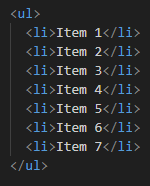 <ul>
  <li>Item 1</li>
  <li>Item 2</li>
  <li>Item 3</li>
  <li>Item 4</li>
  <li>Item 5</li>
  <li>Item 6</li>
  <li>Item 7</li>
</ul>